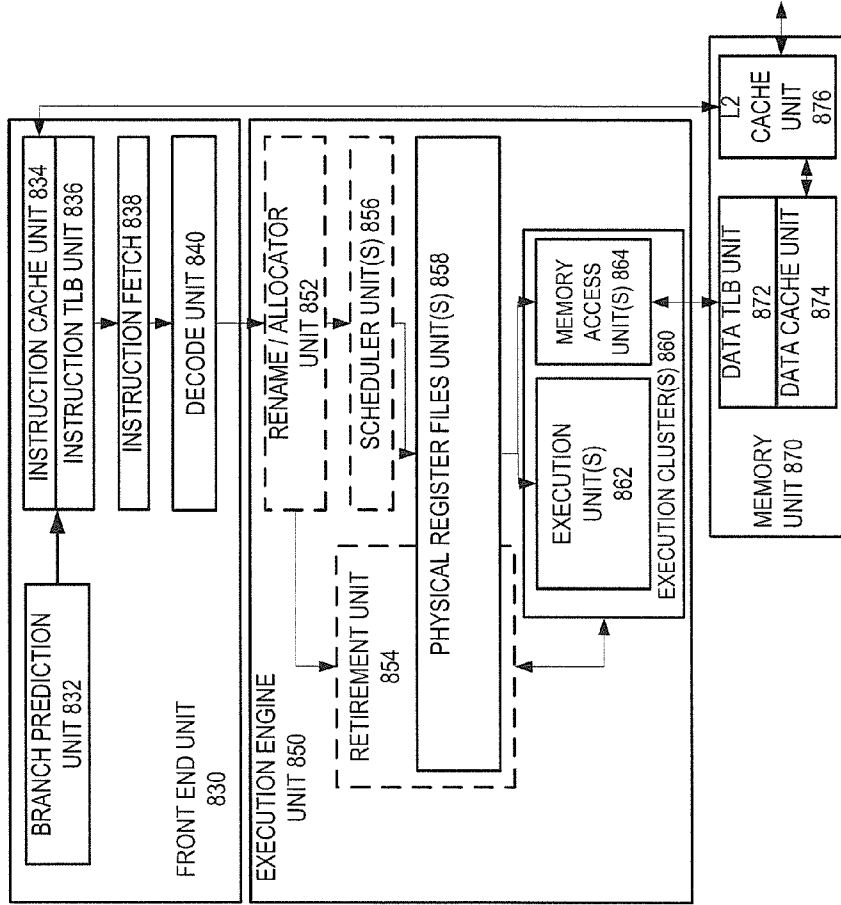 BRANCH PREDICTION
UNIT 832
INSTRUCTION CACHE UNIT 834
INSTRUCTION TLB UNIT 836
INSTRUCTION FETCH 838
DECODE UNIT 840
FRONT END UNIT
830
EXECUTION ENGINE
UNIT 850
RENAME / ALLOCATOR
UNIT 852
SCHEDULER UNIT(S) 856
RETIREMENT UNIT
854
PHYSICAL REGISTER FILES UNIT(S) 858
EXECUTION
UNIT(S)
862
MEMORY
ACCESS
UNIT(S) 864
EXECUTION CLUSTER(S) 860
MEMORY
UNIT 870
DATA TLB UNIT
872
DATA CACHE UNIT
874
L2
CACHE
UNIT
876